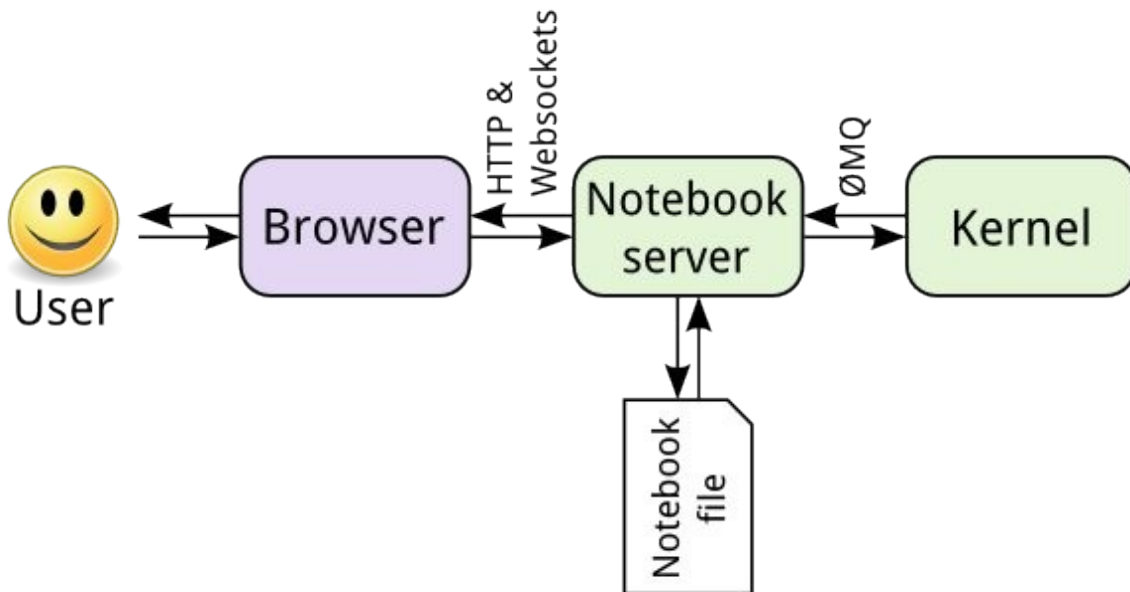 User
Browser
HTTP &
Websockets
Notebook
server
ØMQ
Kernel
Notebook
file